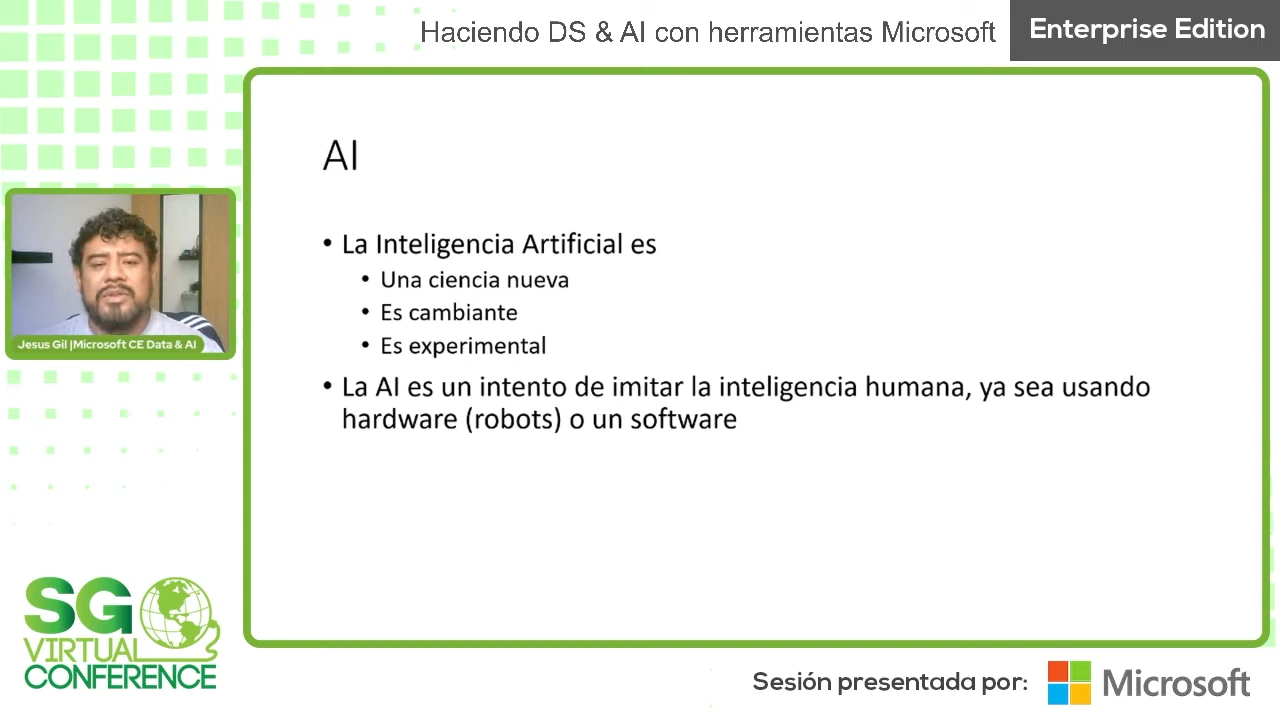 Haciendo DS & AI con herramientas Microsoft
Enterprise Edition
AI
• La Inteligencia Artificial es
• Una ciencia nueva
• Es cambiante
• Es experimental
• La AI es un intento de imitar la inteligencia humana, ya sea usando
hardware (robots) o un software
Jesus Gil |Microsoft CE Data & AI
SG
VIRTUAL
CONFERENCE
Sesión presentada por:
Microsoft